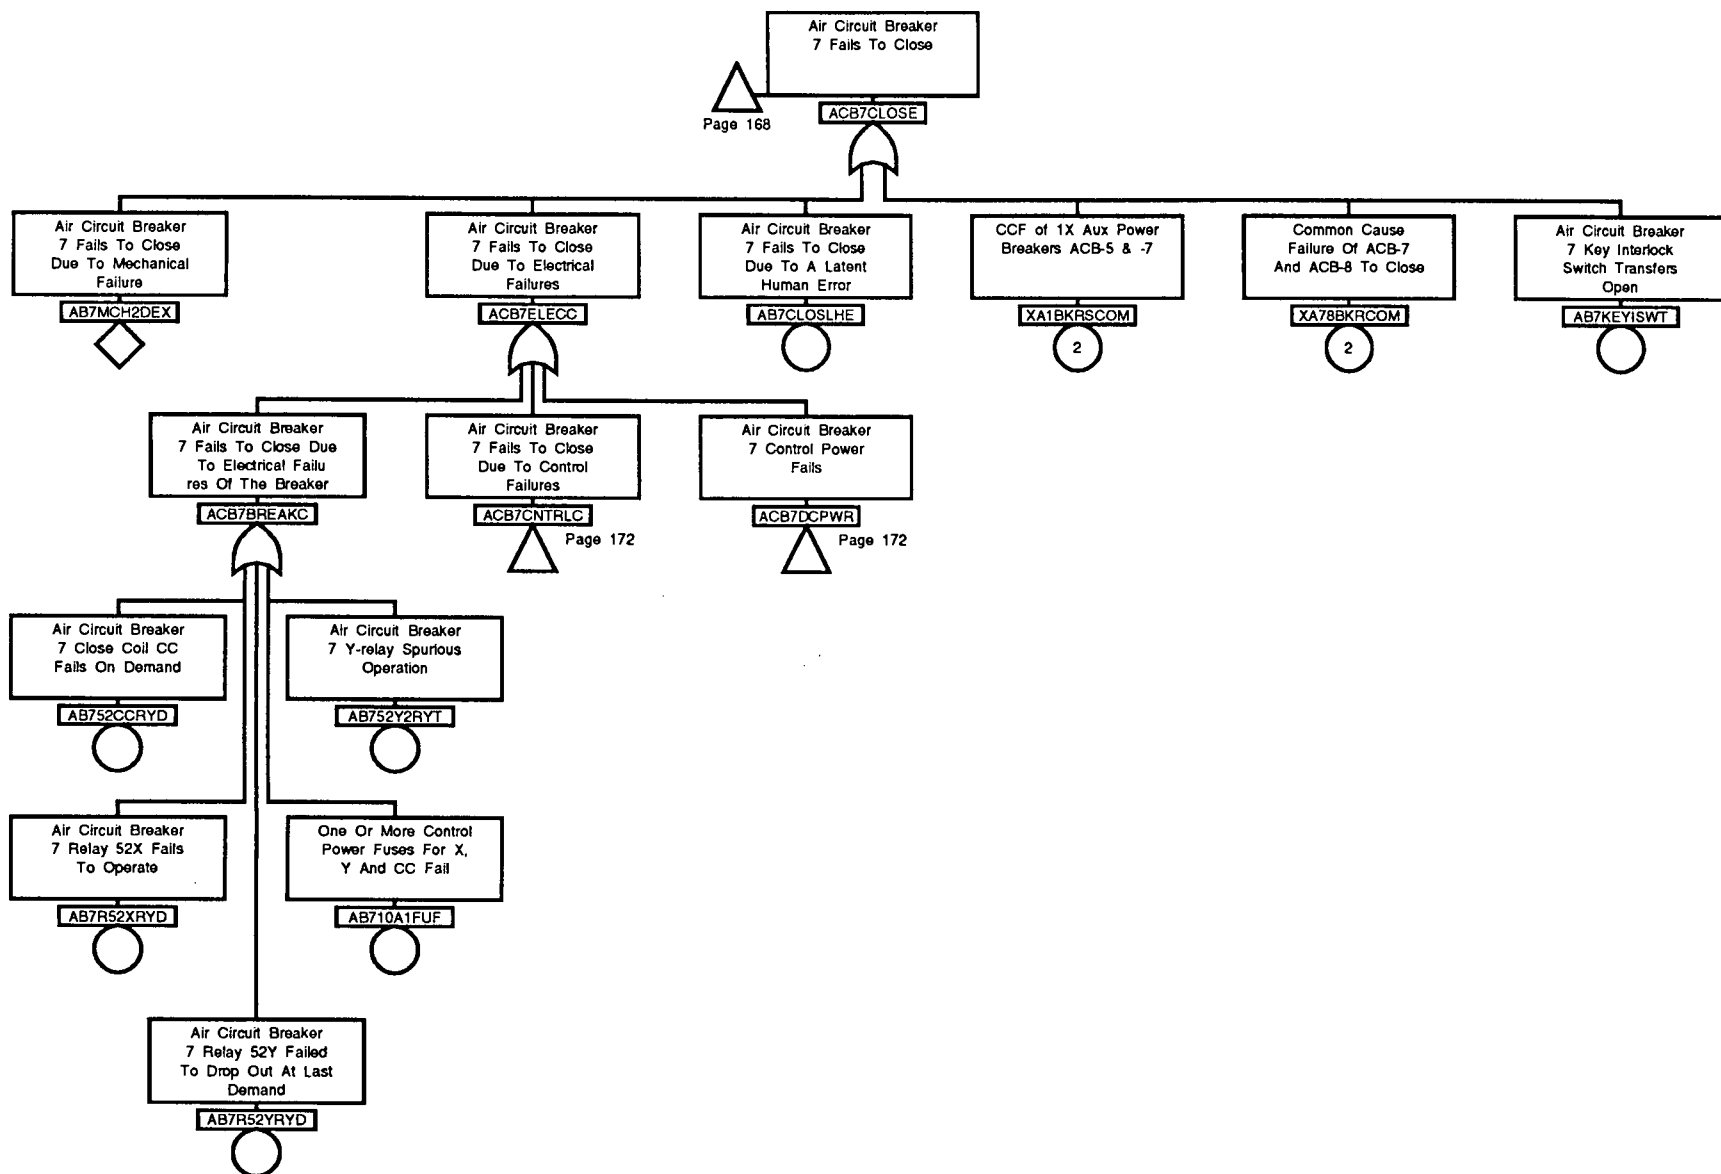 Air Circuit Breaker
7 Fails To Close
Page 168
ACB7CLOSE
Air Circuit Breaker
7 Fails To Close
Due To Mechanical
Failure
AB7MCH2DEX
Air Circuit Breaker
7 Fails To Close
Due To Electrical
Failures
ACB7ELECC
Air Circuit Breaker
7 Fails To Close
Due To A Latent
Human Error
AB7CLOSLHE
CCF of 1X Aux Power
Breakers ACB-5 & -7
XA1BKRSCOM
2
Common Cause
Failure Of ACB-7
And ACB-8 To Close
XA78BKRCOM
2
Air Circuit Breaker
7 Key Interlock
Switch Transfers
Open
AB7KEYISWT
Air Circuit Breaker
7 Fails To Close Due
To Electrical Failu
res Of The Breaker
ACB7BREAKC
Air Circuit Breaker
7 Fails To Close
Due To Control
Failures
ACB7CNTRLC
Page 172
Air Circuit Breaker
7 Control Power
Fails
ACB7DCPWR
Page 172
Air Circuit Breaker
7 Close Coil CC
Fails On Demand
AB752CCRYD
Air Circuit Breaker
7 Y-relay Spurious
Operation
AB752Y2RYT
Air Circuit Breaker
7 Relay 52X Fails
To Operate
AB7R52XRYD
One Or More Control
Power Fuses For X,
Y And CC Fail
AB710A1FUF
Air Circuit Breaker
7 Relay 52Y Failed
To Drop Out At Last
Demand
AB7R52YRYD